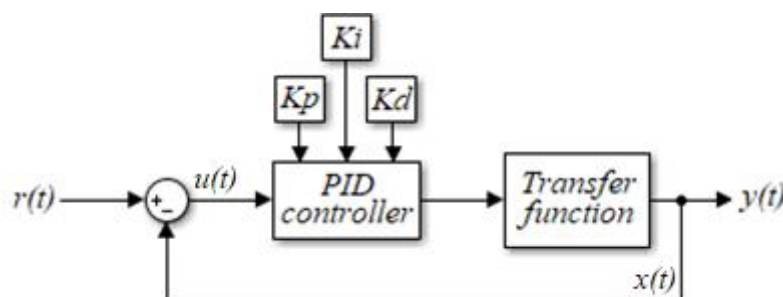 Ki
Kp
Kd
r(t)
+
−
u(t)
PID
controller
Transfer
function
y(t)
x(t)